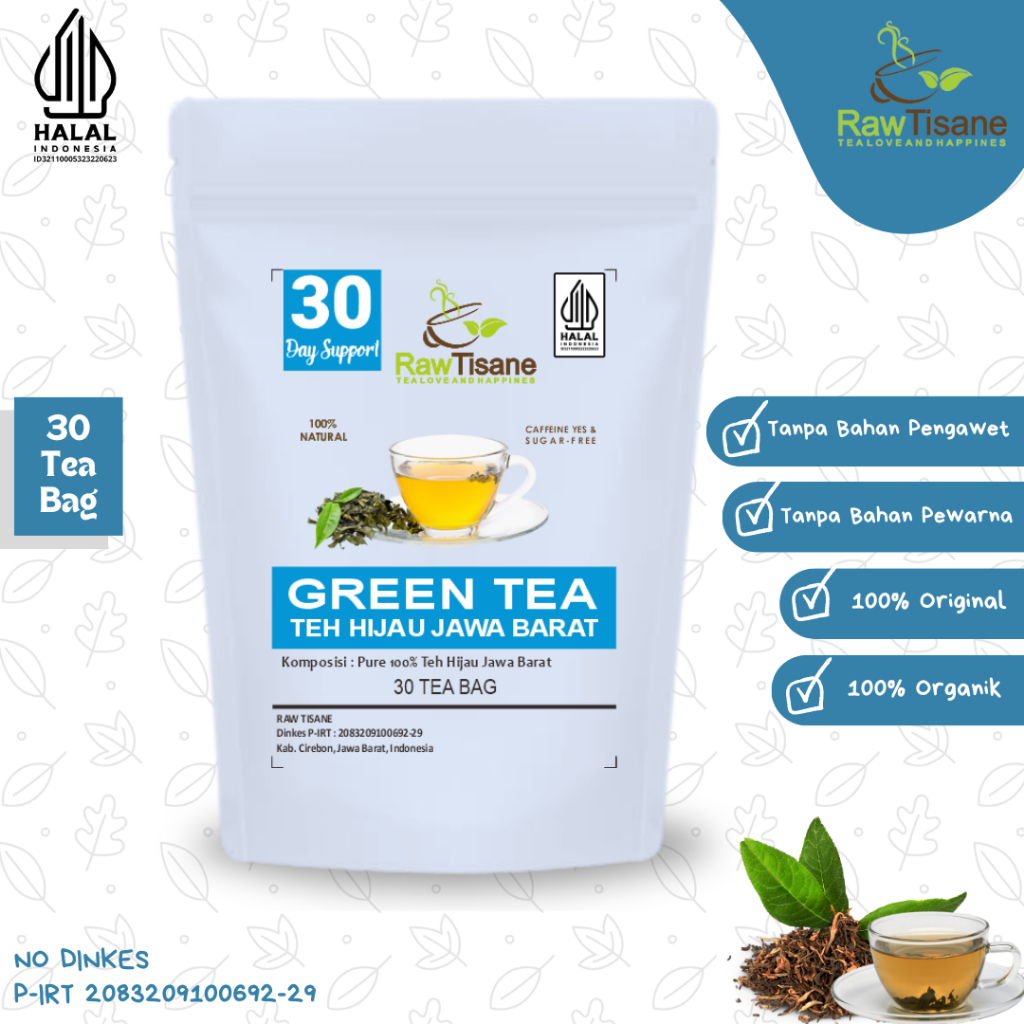 HALAL
INDONESIA
ID32110005323220623
RawTisane
TEALOVEANDHAPPINES
30
Day Support
RawTisane
TEALOVEANDHAPPINES
HALAL
INDONESIA
ID32110005323220623
100%
NATURAL
CAFFEINE YES &
SUGAR-FREE
30
Tea
Bag
GREEN TEA
TEH HIJAU JAWA BARAT
Komposisi : Pure 100% Teh Hijau Jawa Barat
30 TEA BAG
RAW TISANE
Dinkes P-IRT : 2083209100692-29
Kab. Cirebon, Jawa Barat, Indonesia
Tanpa Bahan Pengawet
Tanpa Bahan Pewarna
100% Original
100% Organik
NO DINKES
P-IRT 2083209100692-29